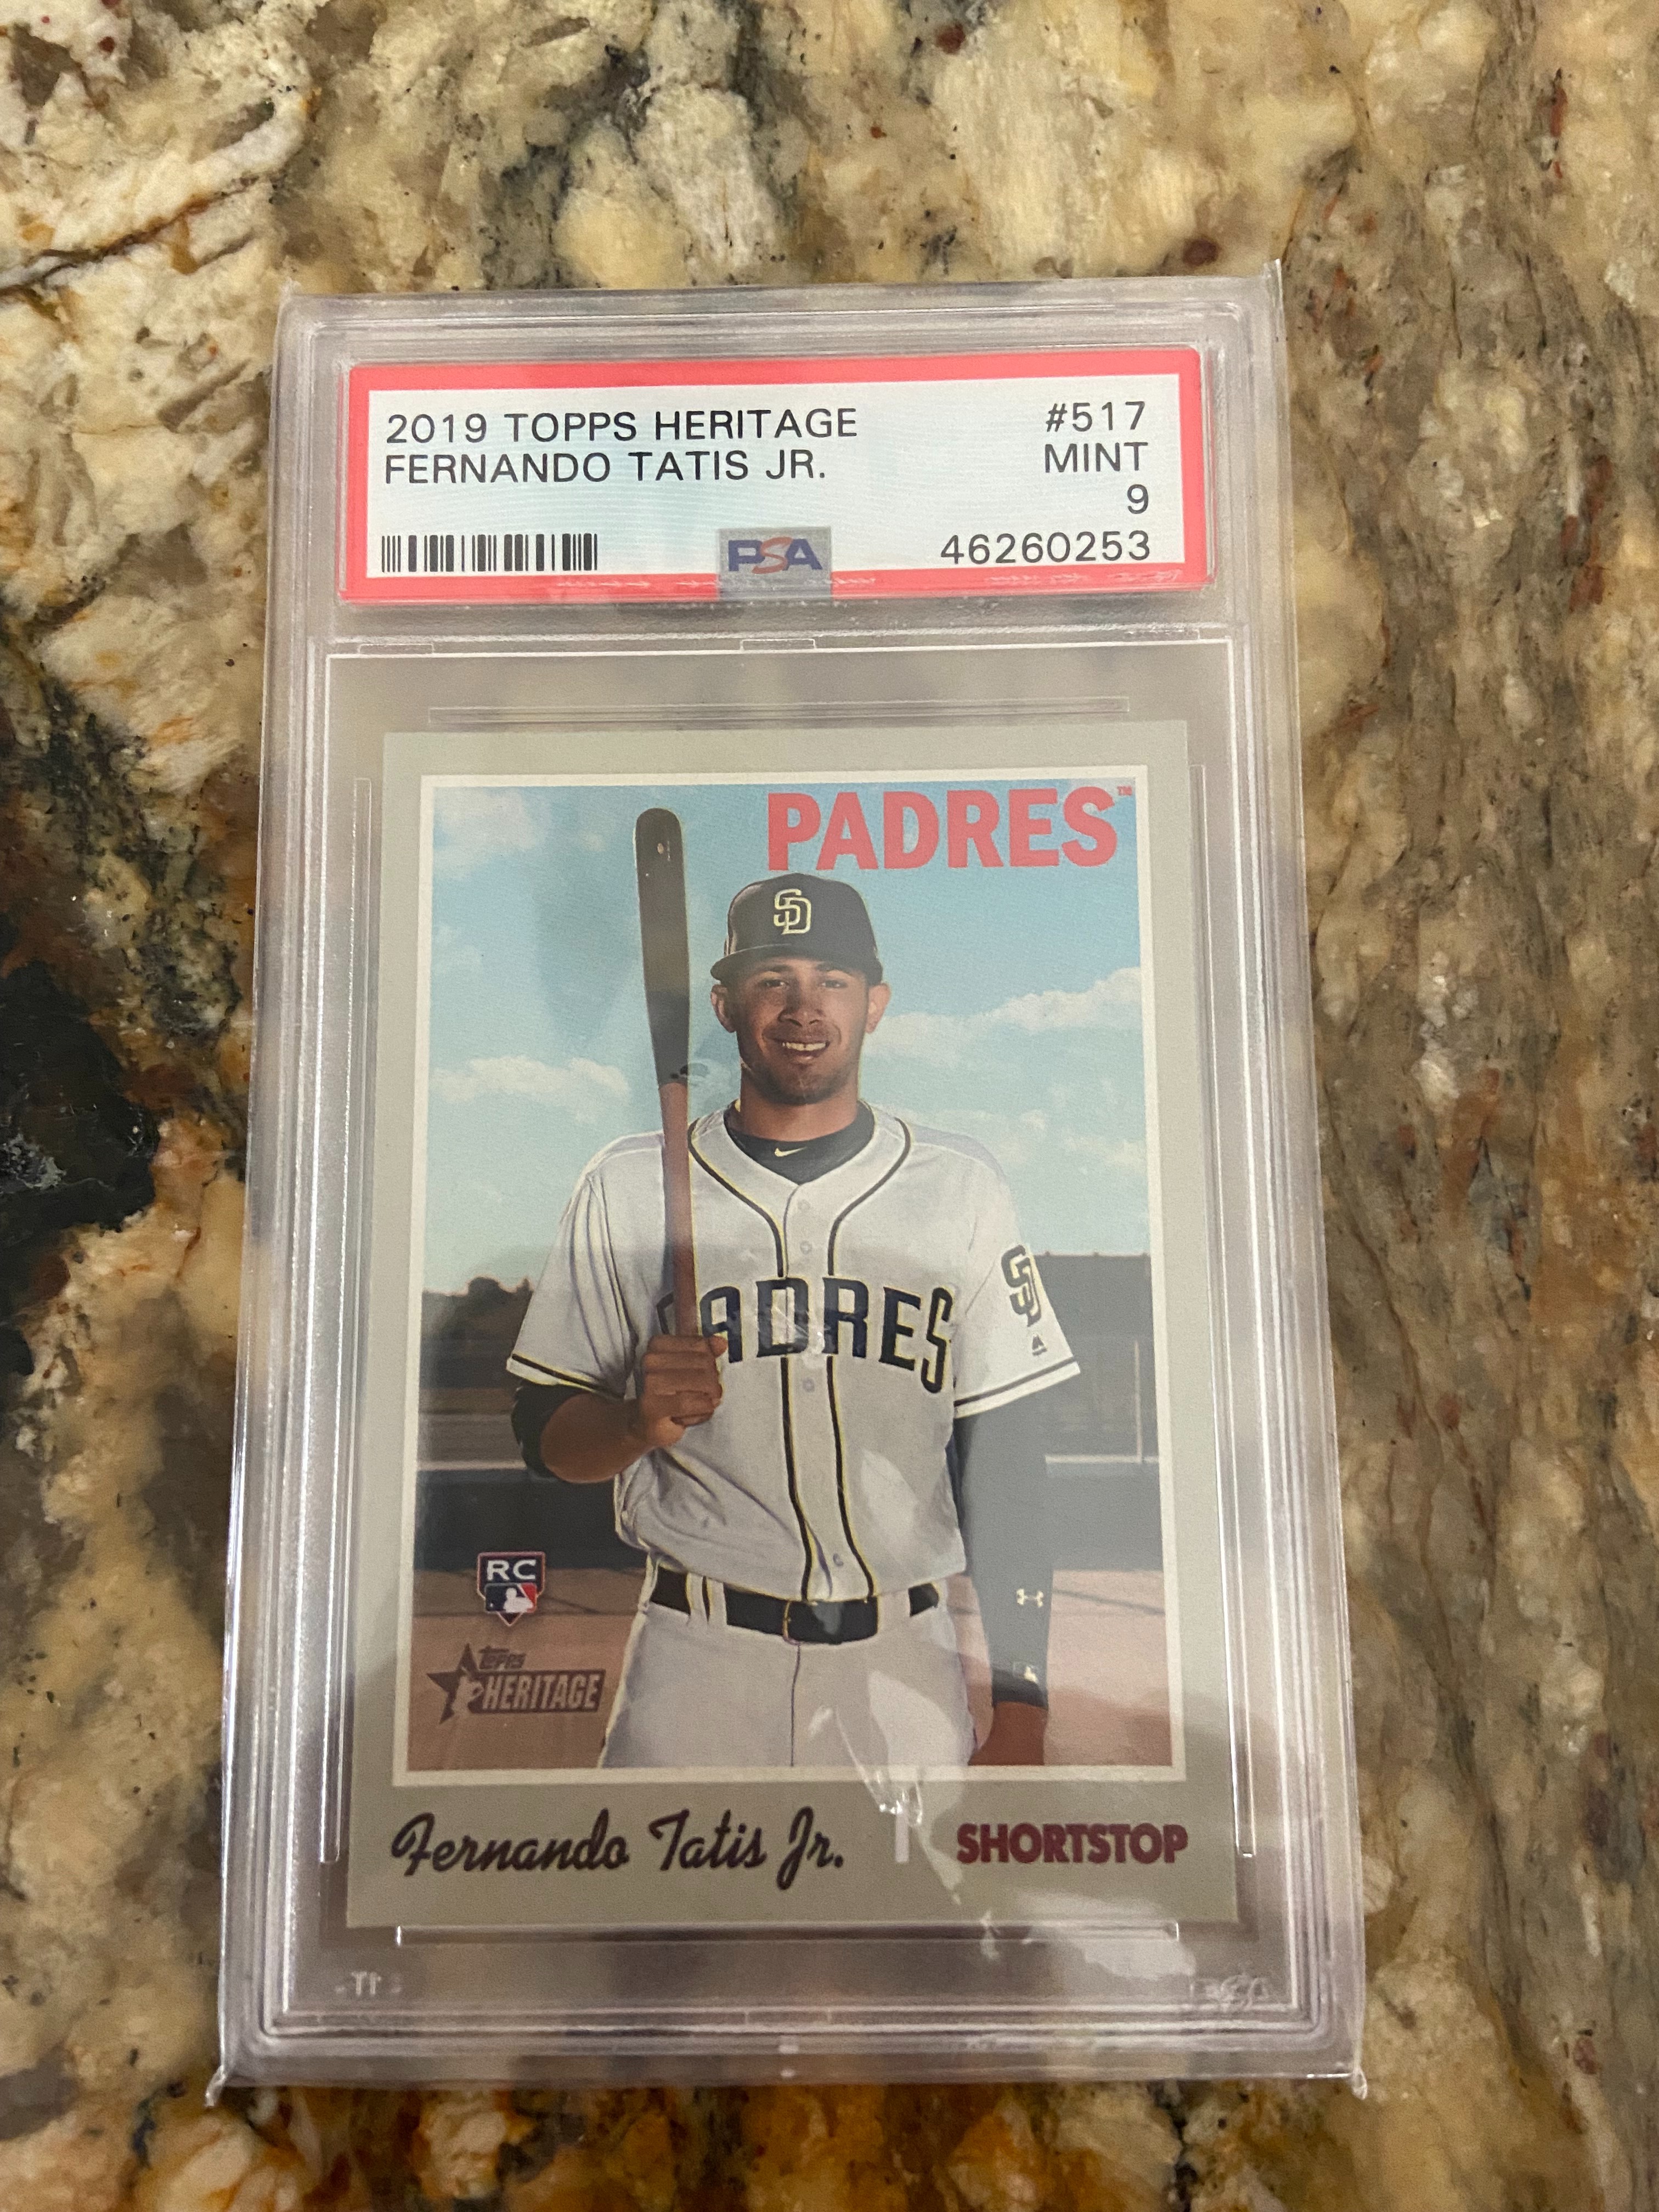 2019 TOPPS HERITAGE #517
FERNANDO TATIS JR. MINT
9
PSA 46260253
PADRES™
SD
PADRES
SD
RC
Topps
HERITAGE
Fernando Tatis Jr. SHORTSTOP